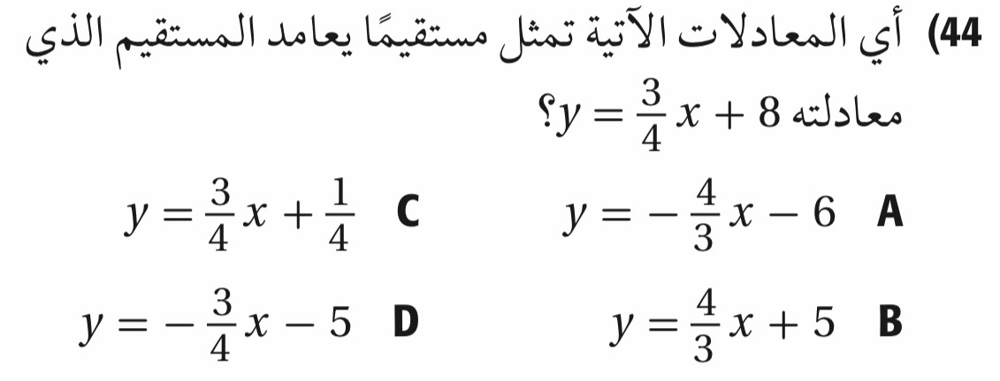 44) أي المعادلات الآتية تمثل مستقيمًا يعامد المستقيم الذي
معادلته y = \frac{3}{4} x + 8؟
A y = -\frac{4}{3} x - 6
C y = \frac{3}{4} x + \frac{1}{4}
B y = \frac{4}{3} x + 5
D y = -\frac{3}{4} x - 5